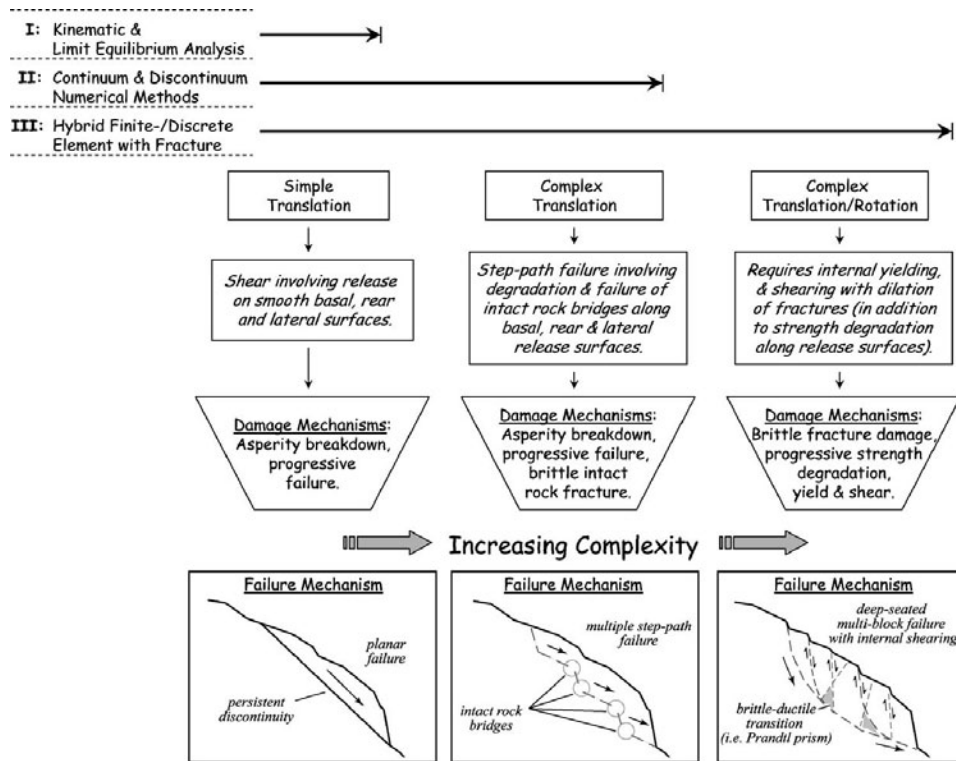 I: Kinematic &
Limit Equilibrium Analysis
II: Continuum & Discontinuum
Numerical Methods
III: Hybrid Finite-/Discrete
Element with Fracture
Simple
Translation
Complex
Translation
Complex
Translation/Rotation
Shear involving release
on smooth basal, rear
and lateral surfaces.
Step-path failure involving
degradation & failure of
intact rock bridges along
basal, rear & lateral
release surfaces.
Requires internal yielding,
& shearing with dilation
of fractures (in addition
to strength degradation
along release surfaces).
Damage Mechanisms:
Asperity breakdown,
progressive
failure.
Damage Mechanisms:
Asperity breakdown,
progressive failure,
brittle intact
rock fracture.
Damage Mechanisms:
Brittle fracture damage,
progressive strength
degradation,
yield & shear.
Increasing Complexity
Failure Mechanism
planar
failure
persistent
discontinuity
Failure Mechanism
multiple step-path
failure
intact rock
bridges
Failure Mechanism
deep-seated
multi-block failure
with internal shearing
brittle-ductile
transition
(i.e. Prandtl prism)